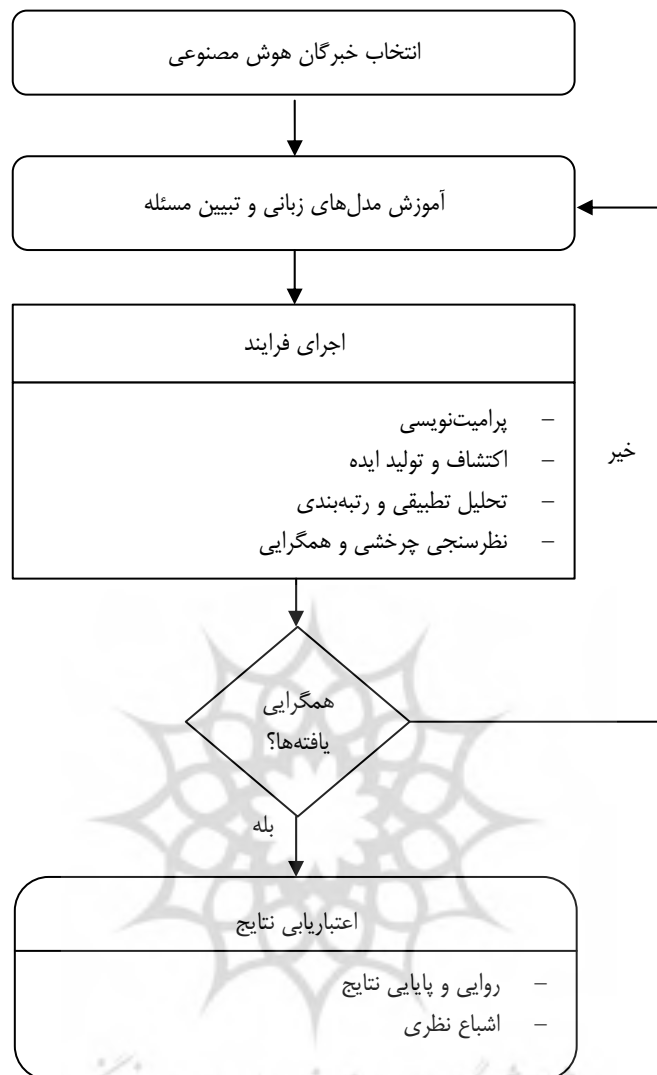 انتخاب خبرگان هوش مصنوعی
آموزش مدل‌های زبانی و تبیین مسئله
اجرای فرایند
– پرامیت‌نویسی
– اکتشاف و تولید ایده
– تحلیل تطبیقی و رتبه‌بندی
– نظرسنجی چرخشی و همگرایی
خیر
همگرایی
یافته‌ها؟
بله
اعتباریابی نتایج
– روایی و پایایی نتایج
– اشباع نظری